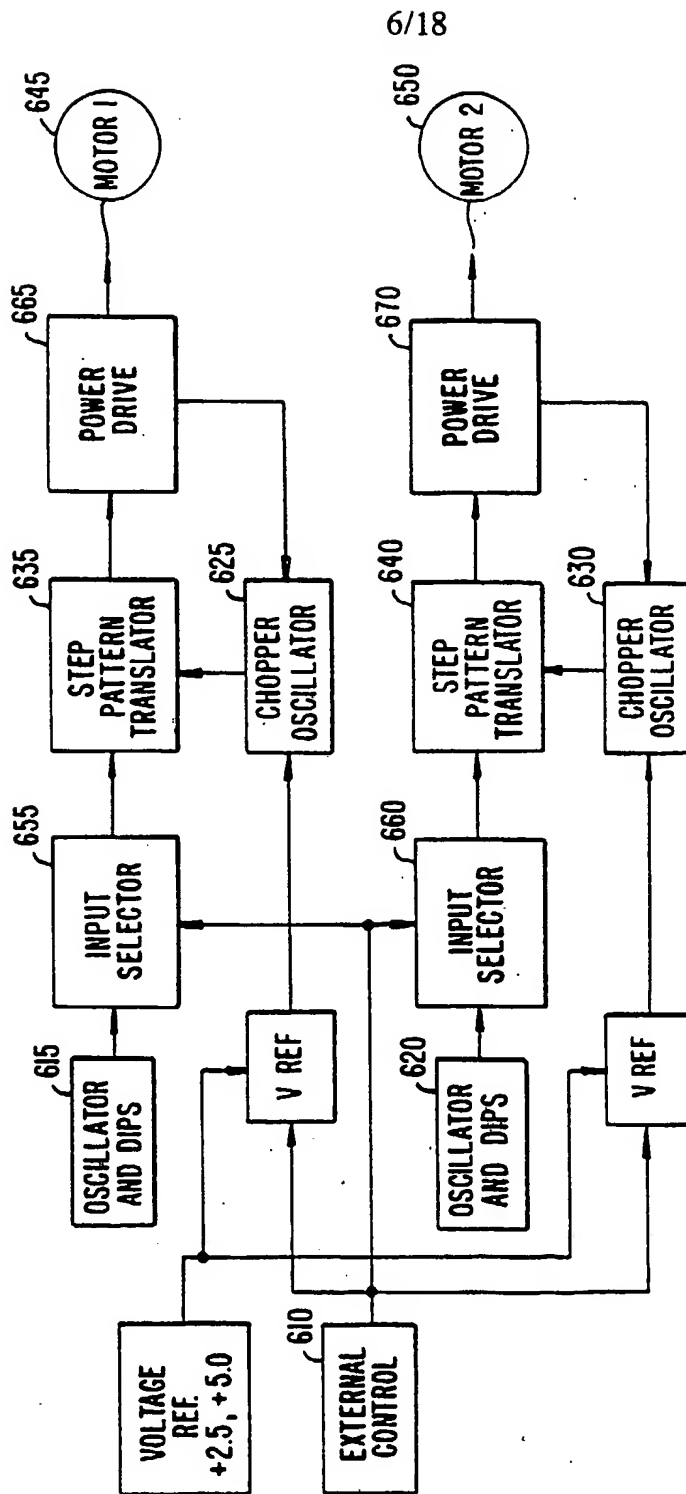 6/18
VOLTAGE
REF.
+2.5, +5.0
610
EXTERNAL
CONTROL
615
OSCILLATOR
AND DIPS
V REF
655
INPUT
SELECTOR
635
STEP
PATTERN
TRANSLATOR
625
CHOPPER
OSCILLATOR
665
POWER
DRIVE
645
MOTOR 1
620
OSCILLATOR
AND DIPS
V REF
660
INPUT
SELECTOR
640
STEP
PATTERN
TRANSLATOR
630
CHOPPER
OSCILLATOR
670
POWER
DRIVE
650
MOTOR 2